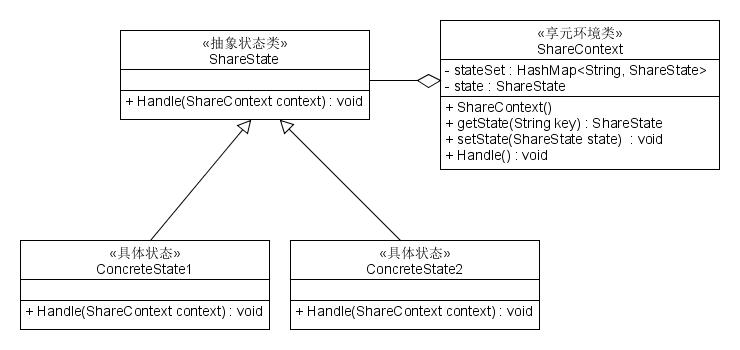 «抽象状态类»
ShareState
+ Handle(ShareContext context) : void
«享元环境类»
ShareContext
- stateSet : HashMap<String, ShareState>
- state : ShareState
+ ShareContext()
+ getState(String key) : ShareState
+ setState(ShareState state) : void
+ Handle() : void
«具体状态»
ConcreteState1
+ Handle(ShareContext context) : void
«具体状态»
ConcreteState2
+ Handle(ShareContext context) : void